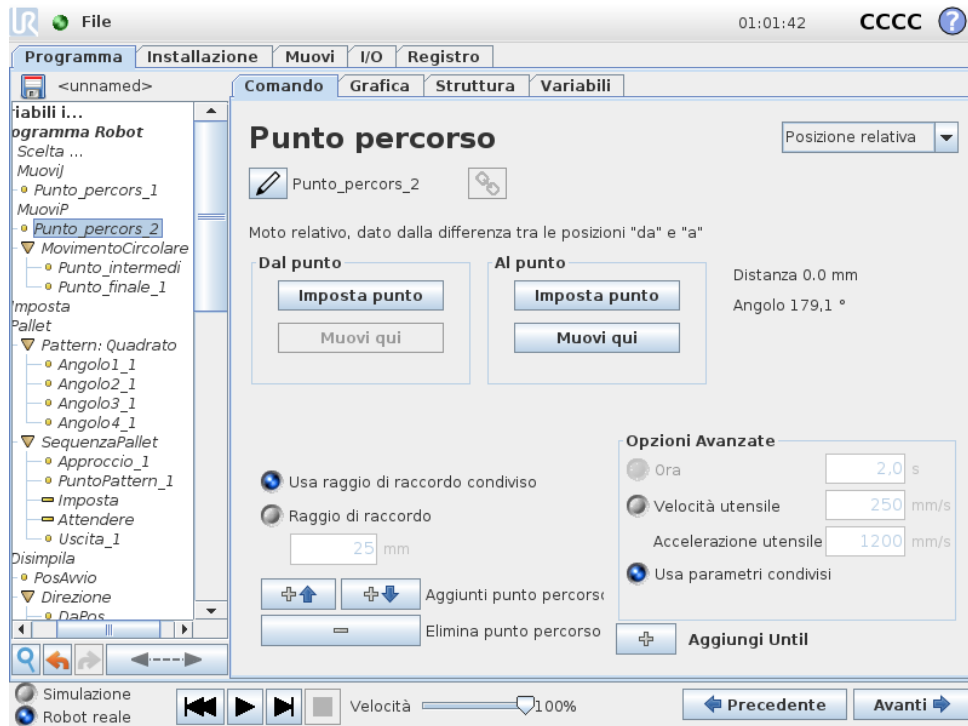 UR File 01:01:42 CCCC ?
Programma Installazione Muovi I/O Registro
<unnamed>
riabili i...
ogramma Robot
Scelta ...
MuoviJ
Punto_percors_1
MuoviP
Punto_percors_2
MovimentoCircolare
Punto_intermedi
Punto_finale_1
Imposta
Pallet
Pattern: Quadrato
Angolo1_1
Angolo2_1
Angolo3_1
Angolo4_1
SequenzaPallet
Approccio_1
PuntoPattern_1
Imposta
Attendere
Uscita_1
Disimpila
PosAvvio
Direzione
DaPos
Comando Grafica Struttura Variabili
Punto percorso
Posizione relativa
Punto_percors_2
Moto relativo, dato dalla differenza tra le posizioni "da" e "a"
Dal punto
Imposta punto
Muovi qui
Al punto
Imposta punto
Muovi qui
Distanza 0.0 mm
Angolo 179,1 °
Usa raggio di raccordo condiviso
Raggio di raccordo
25 mm
Aggiunti punto percorso
Elimina punto percorso
Opzioni Avanzate
Ora 2,0 s
Velocità utensile 250 mm/s
Accelerazione utensile 1200 mm/s
Usa parametri condivisi
Aggiungi Until
Simulazione
Robot reale
Velocità 100%
Precedente Avanti